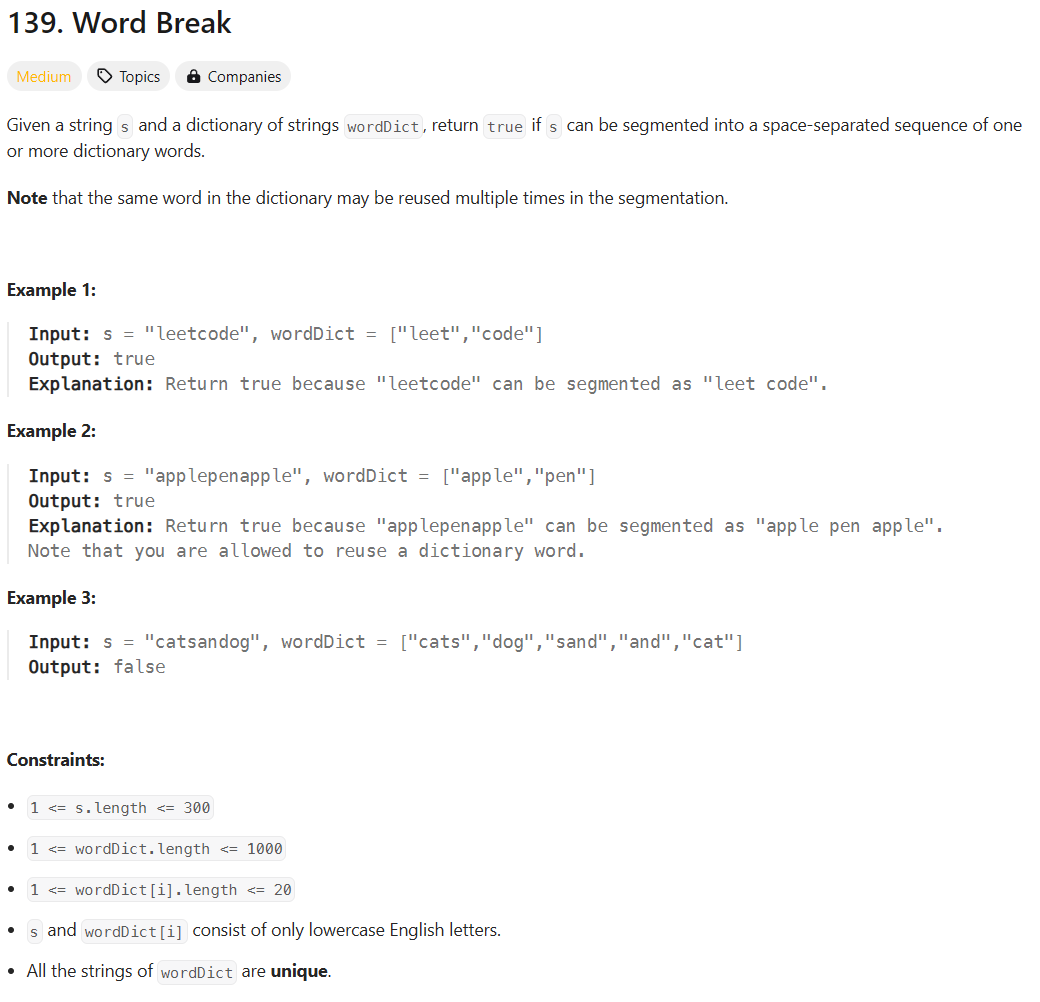 139. Word Break
Medium Topics Companies
Given a string s and a dictionary of strings wordDict, return true if s can be segmented into a space-separated sequence of one
or more dictionary words.
Note that the same word in the dictionary may be reused multiple times in the segmentation.
Example 1:
Input: s = "leetcode", wordDict = ["leet","code"]
Output: true
Explanation: Return true because "leetcode" can be segmented as "leet code".
Example 2:
Input: s = "applepenapple", wordDict = ["apple","pen"]
Output: true
Explanation: Return true because "applepenapple" can be segmented as "apple pen apple".
Note that you are allowed to reuse a dictionary word.
Example 3:
Input: s = "catsandog", wordDict = ["cats","dog","sand","and","cat"]
Output: false
Constraints:
• 1 <= s.length <= 300
• 1 <= wordDict.length <= 1000
• 1 <= wordDict[i].length <= 20
• s and wordDict[i] consist of only lowercase English letters.
• All the strings of wordDict are unique.